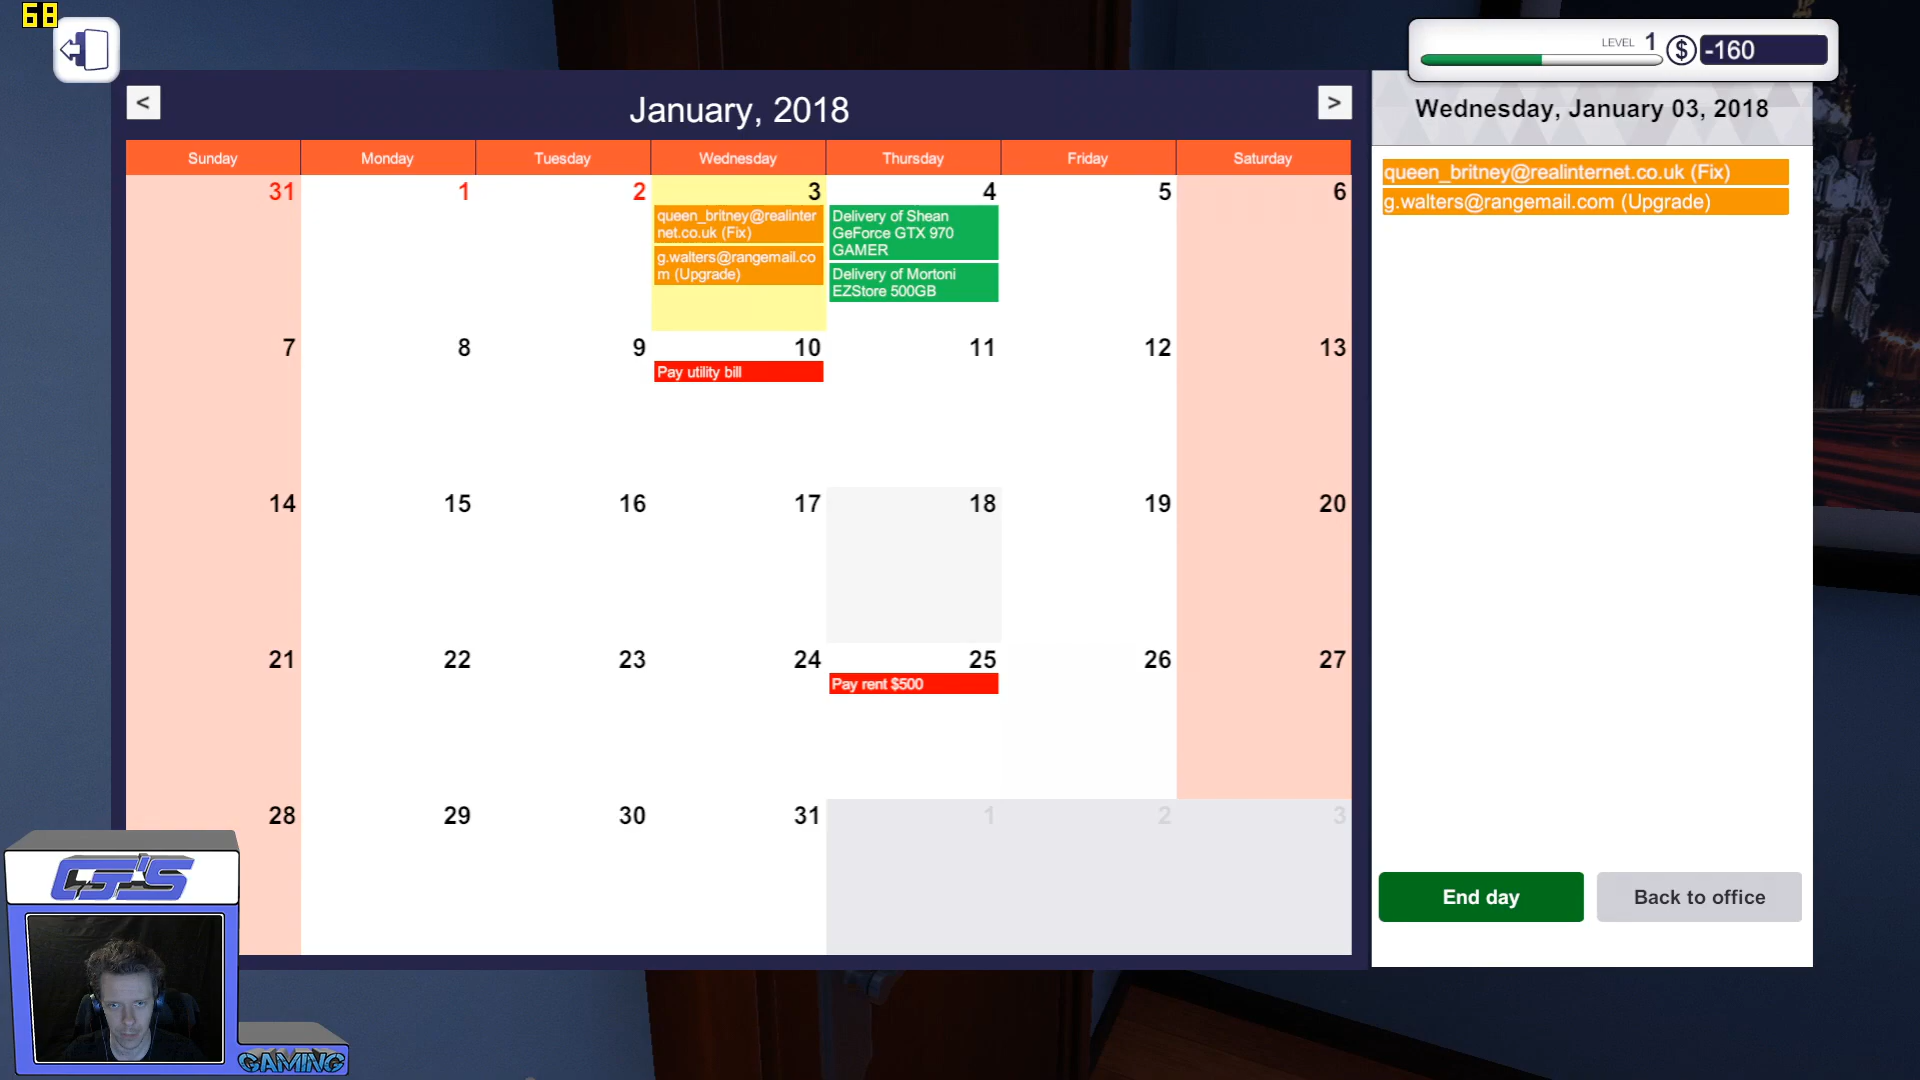 68
LEVEL 1 $ -160
< January, 2018 >
Sunday Monday Tuesday Wednesday Thursday Friday Saturday
31 1 2 3 4 5 6
queen_britney@realinter
net.co.uk (Fix)
g.walters@rangemail.co
m (Upgrade)
Delivery of Shean
GeForce GTX 970
GAMER
Delivery of Mortoni
EZStore 500GB
7 8 9 10 11 12 13
Pay utility bill
14 15 16 17 18 19 20
21 22 23 24 25 26 27
Pay rent $500
28 29 30 31 1 2 3
Wednesday, January 03, 2018
queen_britney@realinternet.co.uk (Fix)
g.walters@rangemail.com (Upgrade)
End day Back to office
CJ'S
GAMING